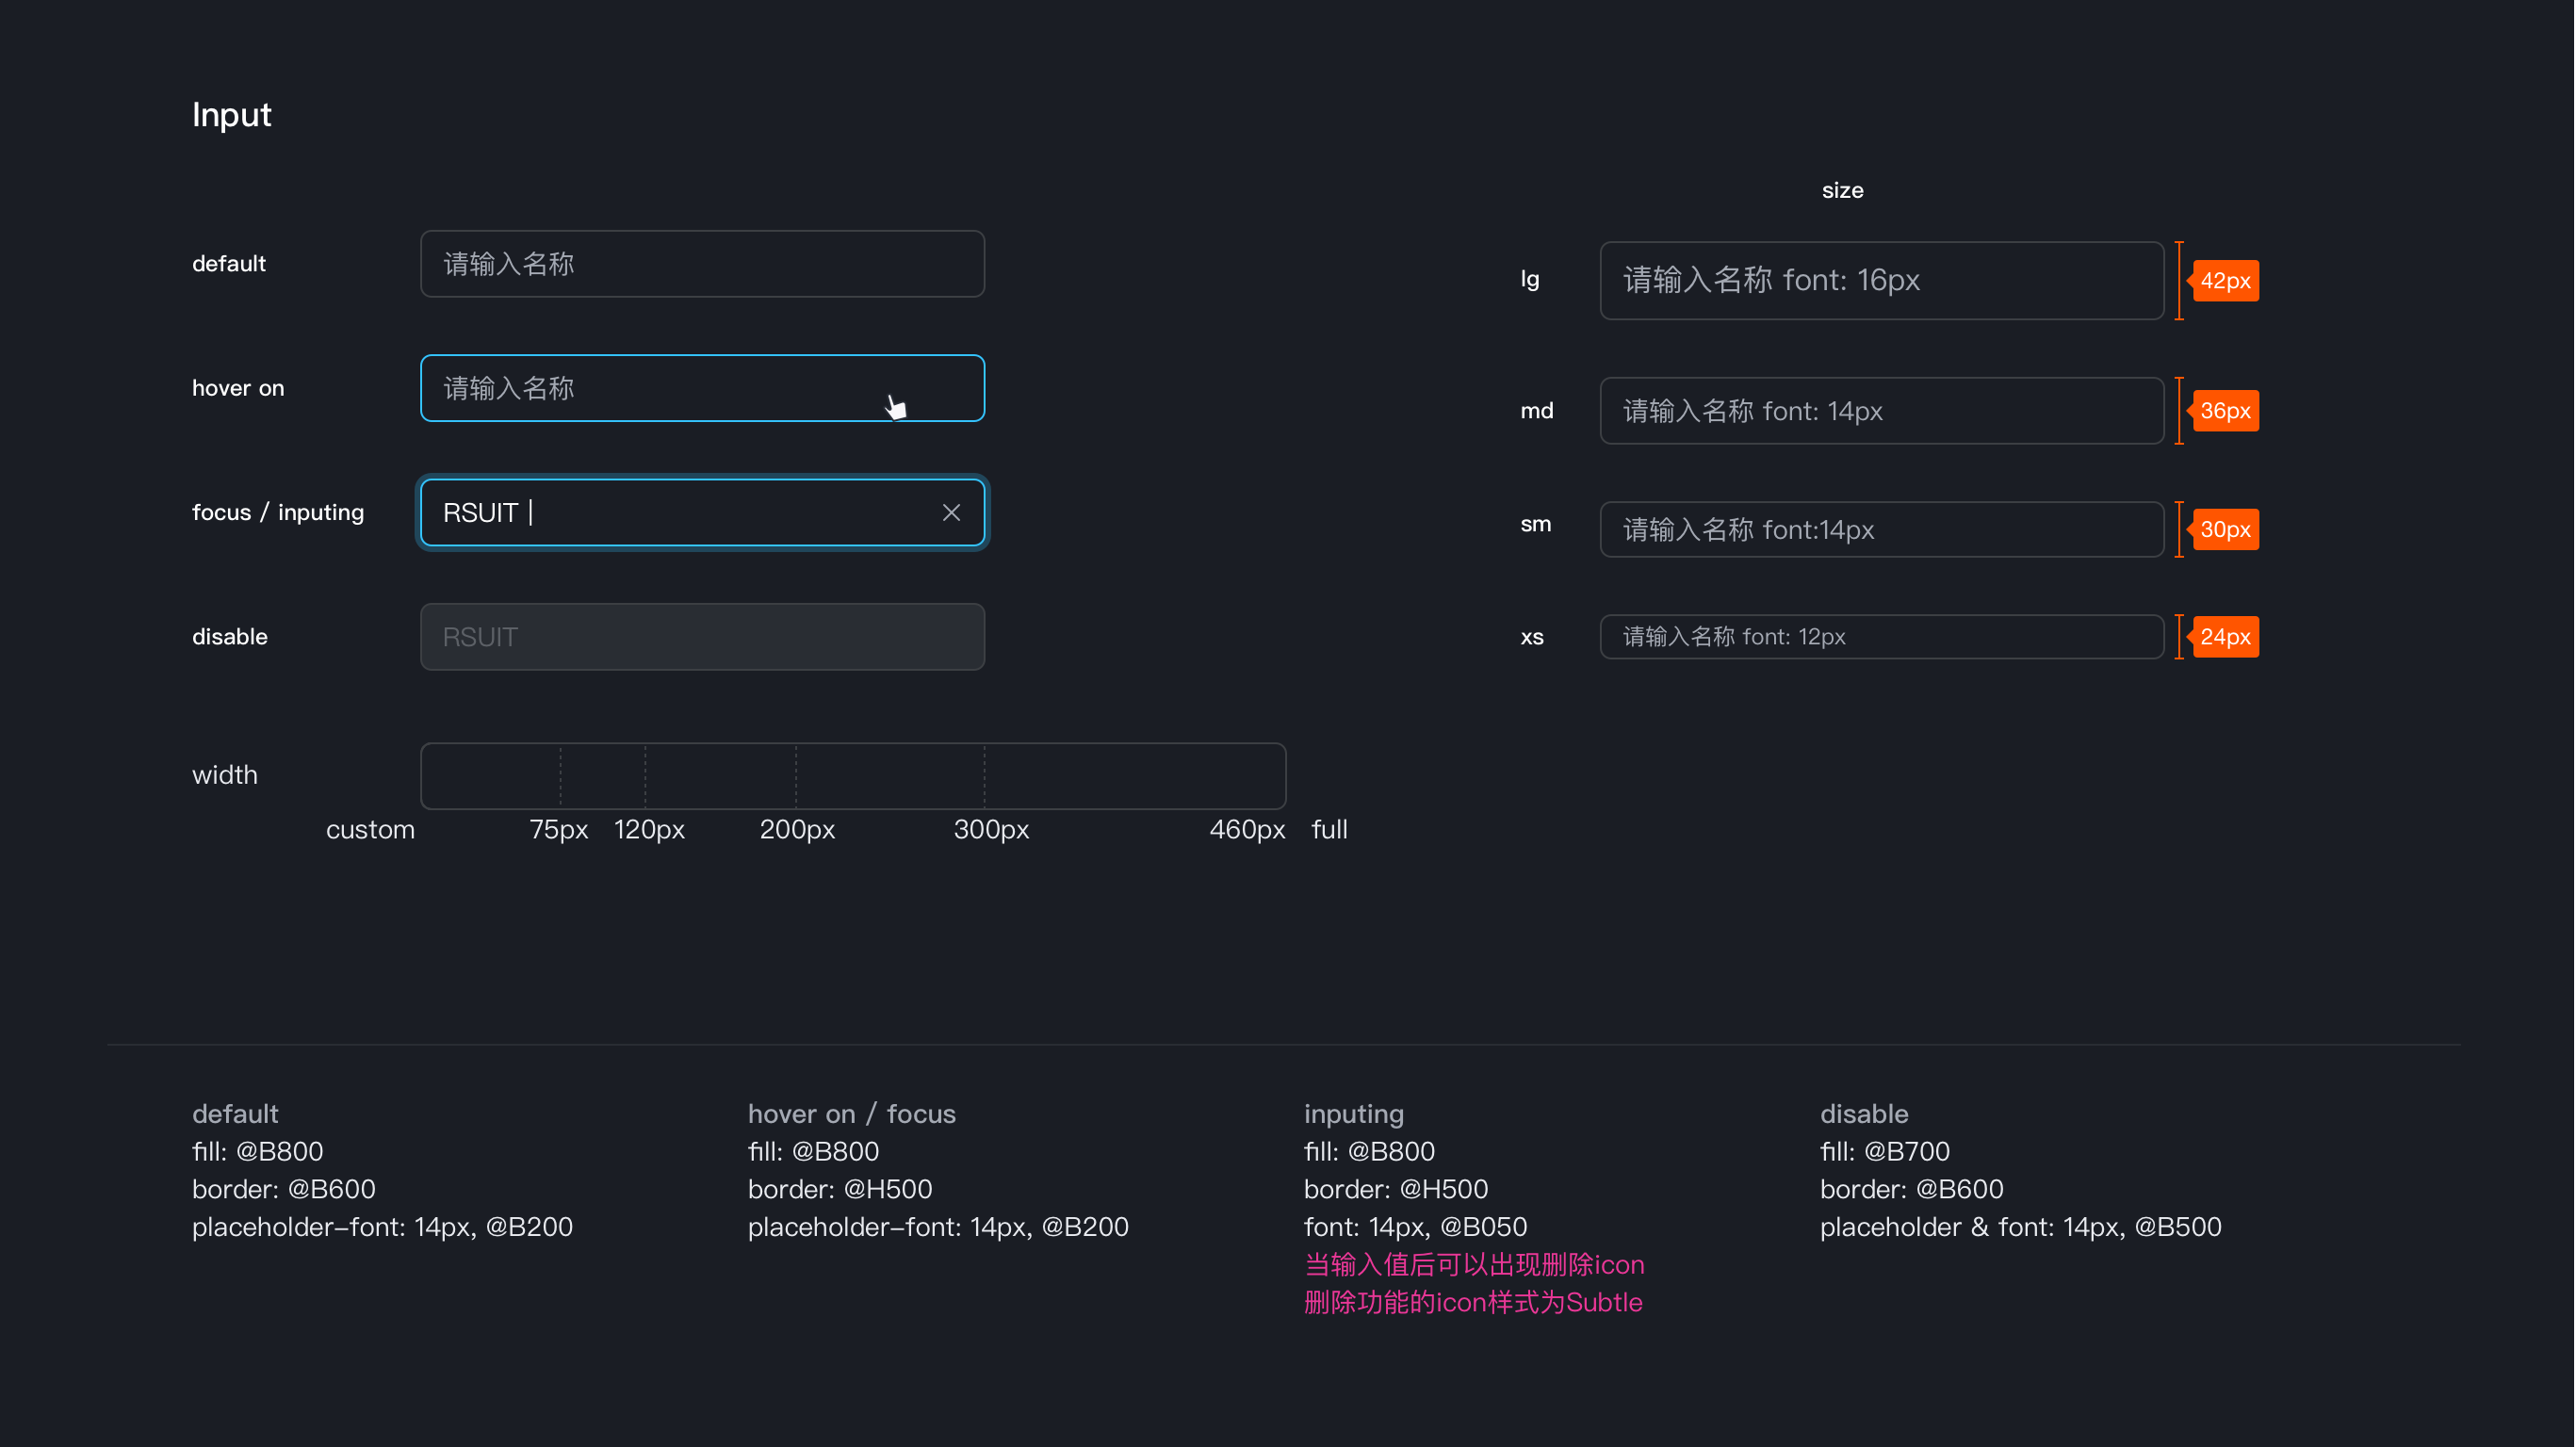 Input
default
请输入名称
hover on
请输入名称
focus / inputing
RSUIT
disable
RSUIT
width
custom 75px 120px 200px 300px 460px full
size
lg
请输入名称 font: 16px
42px
md
请输入名称 font: 14px
36px
sm
请输入名称 font:14px
30px
xs
请输入名称 font: 12px
24px
default
fill: @B800
border: @B600
placeholder-font: 14px, @B200
hover on / focus
fill: @B800
border: @H500
placeholder-font: 14px, @B200
inputing
fill: @B800
border: @H500
font: 14px, @B050
当输入值后可以出现删除icon
删除功能的icon样式为Subtle
disable
fill: @B700
border: @B600
placeholder & font: 14px, @B500